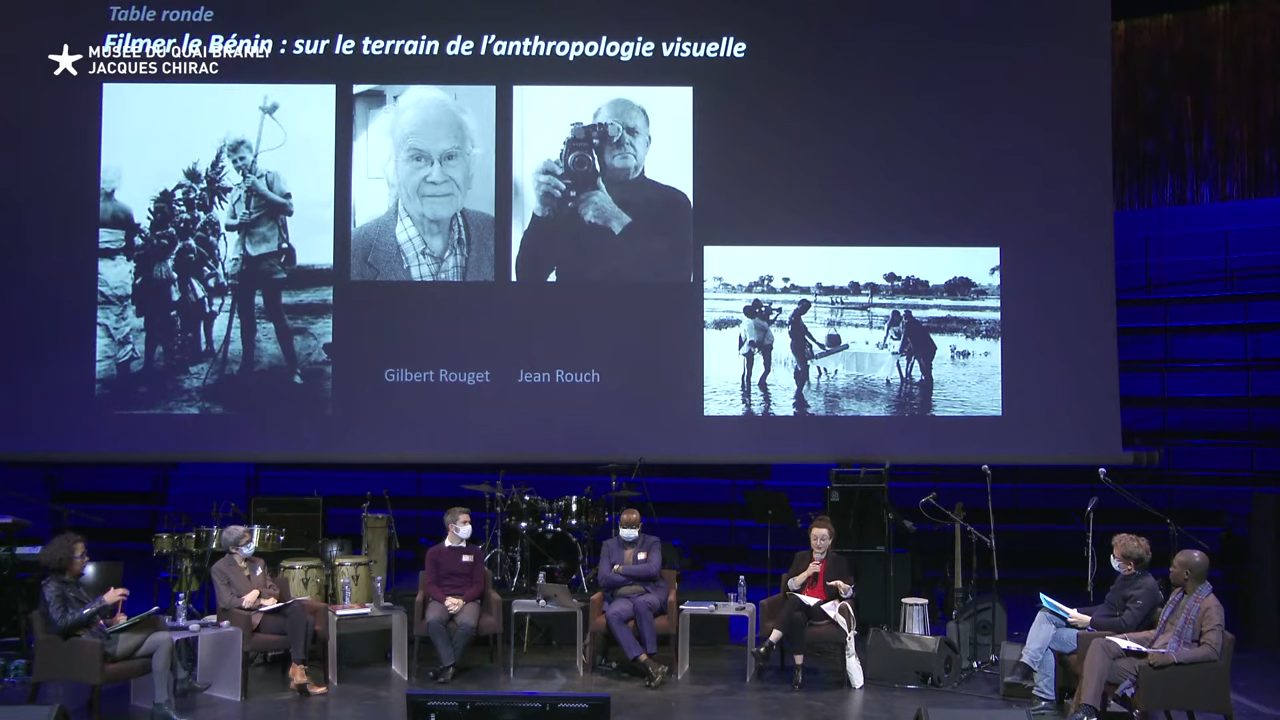 Table ronde
Filmer le Bénin : sur le terrain de l'anthropologie visuelle
MUSÉE DU QUAI BRANLY
JACQUES CHIRAC
Gilbert Rouget
Jean Rouch